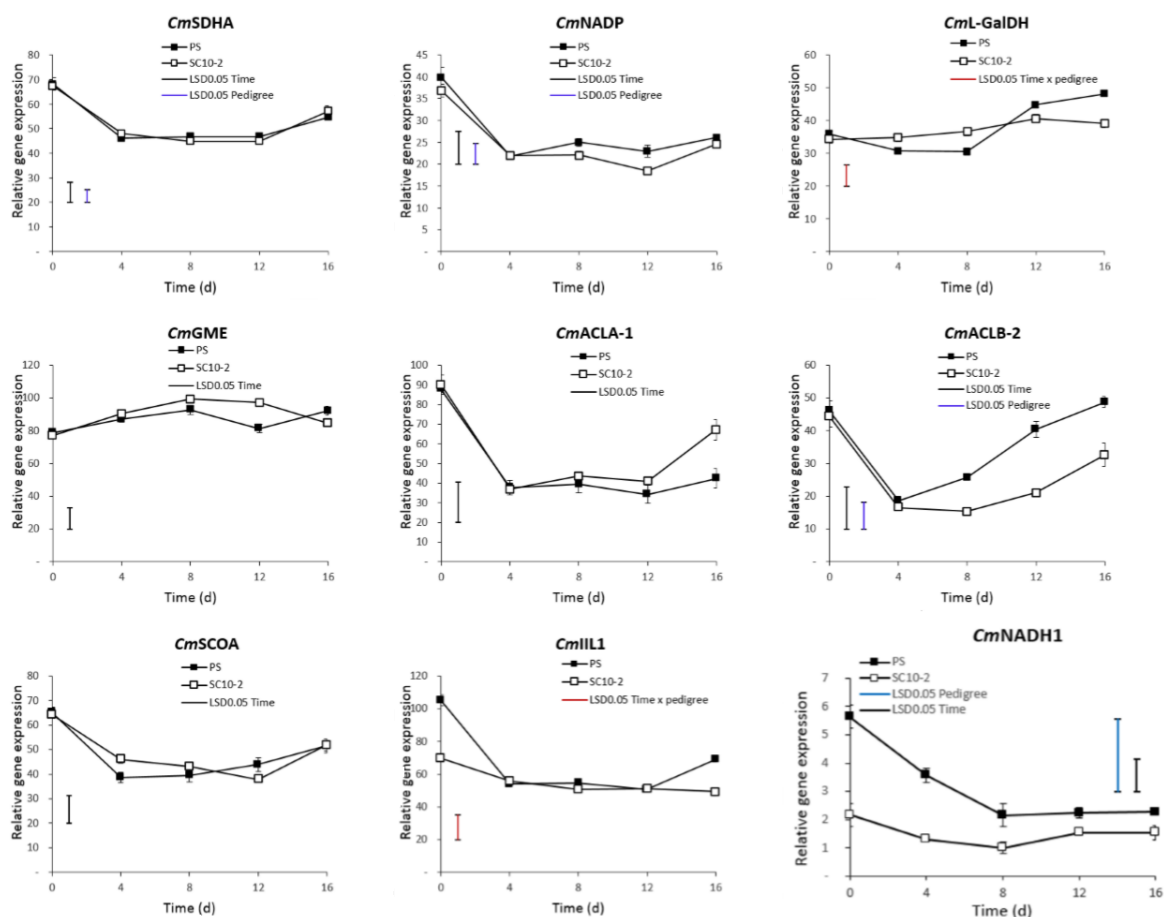 CmSDHA
PS
SC10-2
LSD0.05 Time
LSD0.05 Pedigree
Relative gene expression
80
70
60
50
40
30
20
10
-
0 4 8 12 16
Time (d)
CmNADP
PS
SC10-2
LSD0.05 Time
LSD0.05 Pedigree
Relative gene expression
45
40
35
30
25
20
15
10
5
-
0 4 8 12 16
Time (d)
CmL-GalDH
PS
SC10-2
LSD0.05 Time x pedigree
Relative gene expression
60
50
40
30
20
10
-
0 4 8 12 16
Time (d)
CmGME
PS
SC10-2
LSD0.05 Time
Relative gene expression
120
100
80
60
40
20
-
0 4 8 12 16
Time (d)
CmACLA-1
PS
SC10-2
LSD0.05 Time
Relative gene expression
100
90
80
70
60
50
40
30
20
10
-
0 4 8 12 16
Time (d)
CmACLB-2
PS
SC10-2
LSD0.05 Time
LSD0.05 Pedigree
Relative gene expression
60
50
40
30
20
10
-
0 4 8 12 16
Time (d)
CmSCOA
PS
SC10-2
LSD0.05 Time
Relative gene expression
80
70
60
50
40
30
20
10
-
0 4 8 12 16
Time (d)
CmIIL1
PS
SC10-2
LSD0.05 Time x pedigree
Relative gene expression
120
100
80
60
40
20
-
0 4 8 12 16
Time (d)
CmNADH1
PS
SC10-2
LSD0.05 Pedigree
LSD0.05 Time
Relative gene expression
7
6
5
4
3
2
1
-
0 4 8 12 16
Time (d)